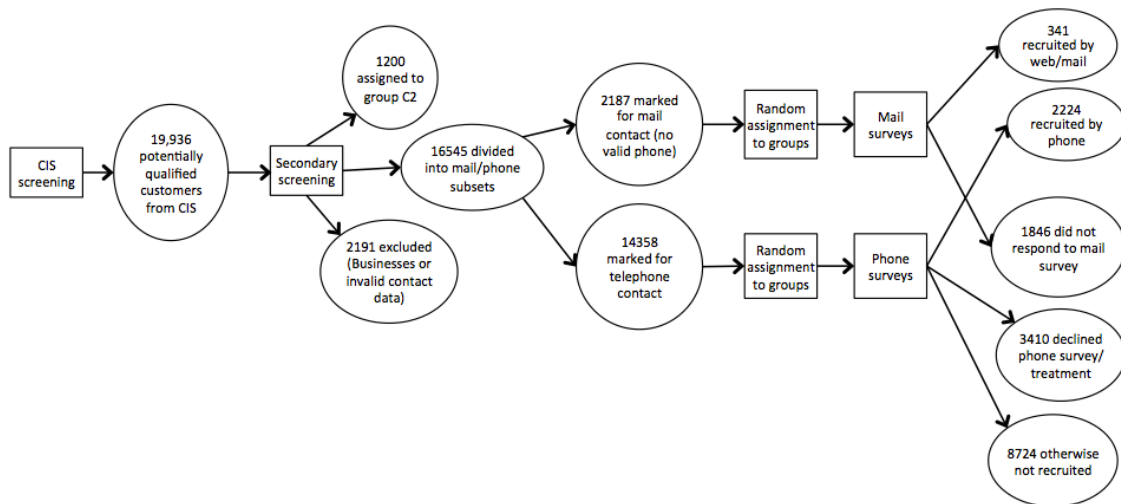 CIS
screening
19,936
potentially
qualified
customers
from CIS
Secondary
screening
1200
assigned to
group C2
16545 divided
into mail/phone
subsets
2191 excluded
(Businesses or
invalid contact
data)
2187 marked
for mail
contact (no
valid phone)
14358
marked for
telephone
contact
Random
assignment
to groups
Random
assignment
to groups
Mail
surveys
Phone
surveys
341
recruited by
web/mail
2224
recruited by
phone
1846 did not
respond to mail
survey
3410 declined
phone survey/
treatment
8724 otherwise
not recruited